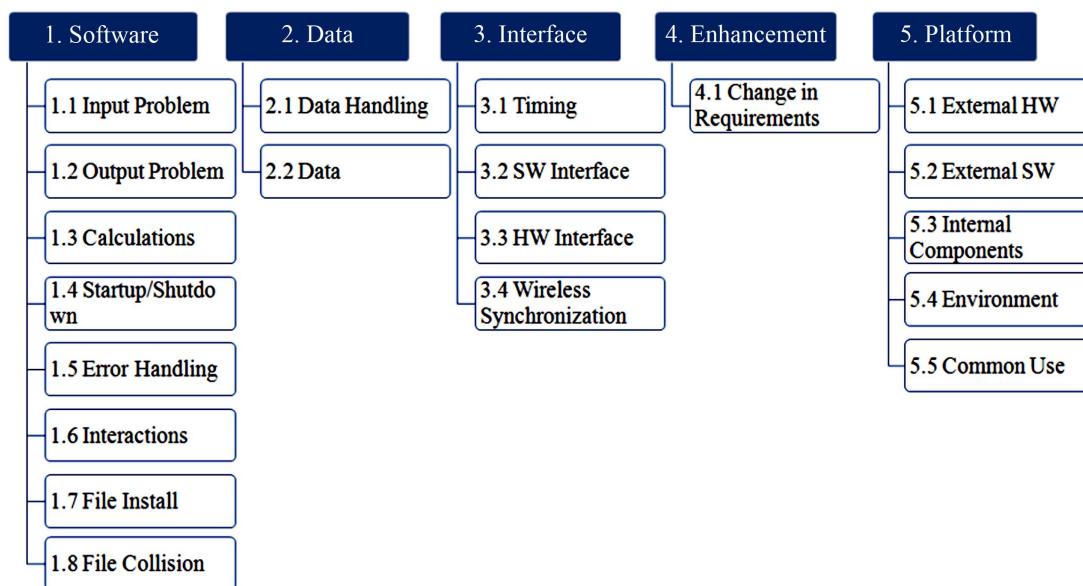 1. Software
1.1 Input Problem
1.2 Output Problem
1.3 Calculations
1.4 Startup/Shutdo
wn
1.5 Error Handling
1.6 Interactions
1.7 File Install
1.8 File Collision
2. Data
2.1 Data Handling
2.2 Data
3. Interface
3.1 Timing
3.2 SW Interface
3.3 HW Interface
3.4 Wireless
Synchronization
4. Enhancement
4.1 Change in
Requirements
5. Platform
5.1 External HW
5.2 External SW
5.3 Internal
Components
5.4 Environment
5.5 Common Use